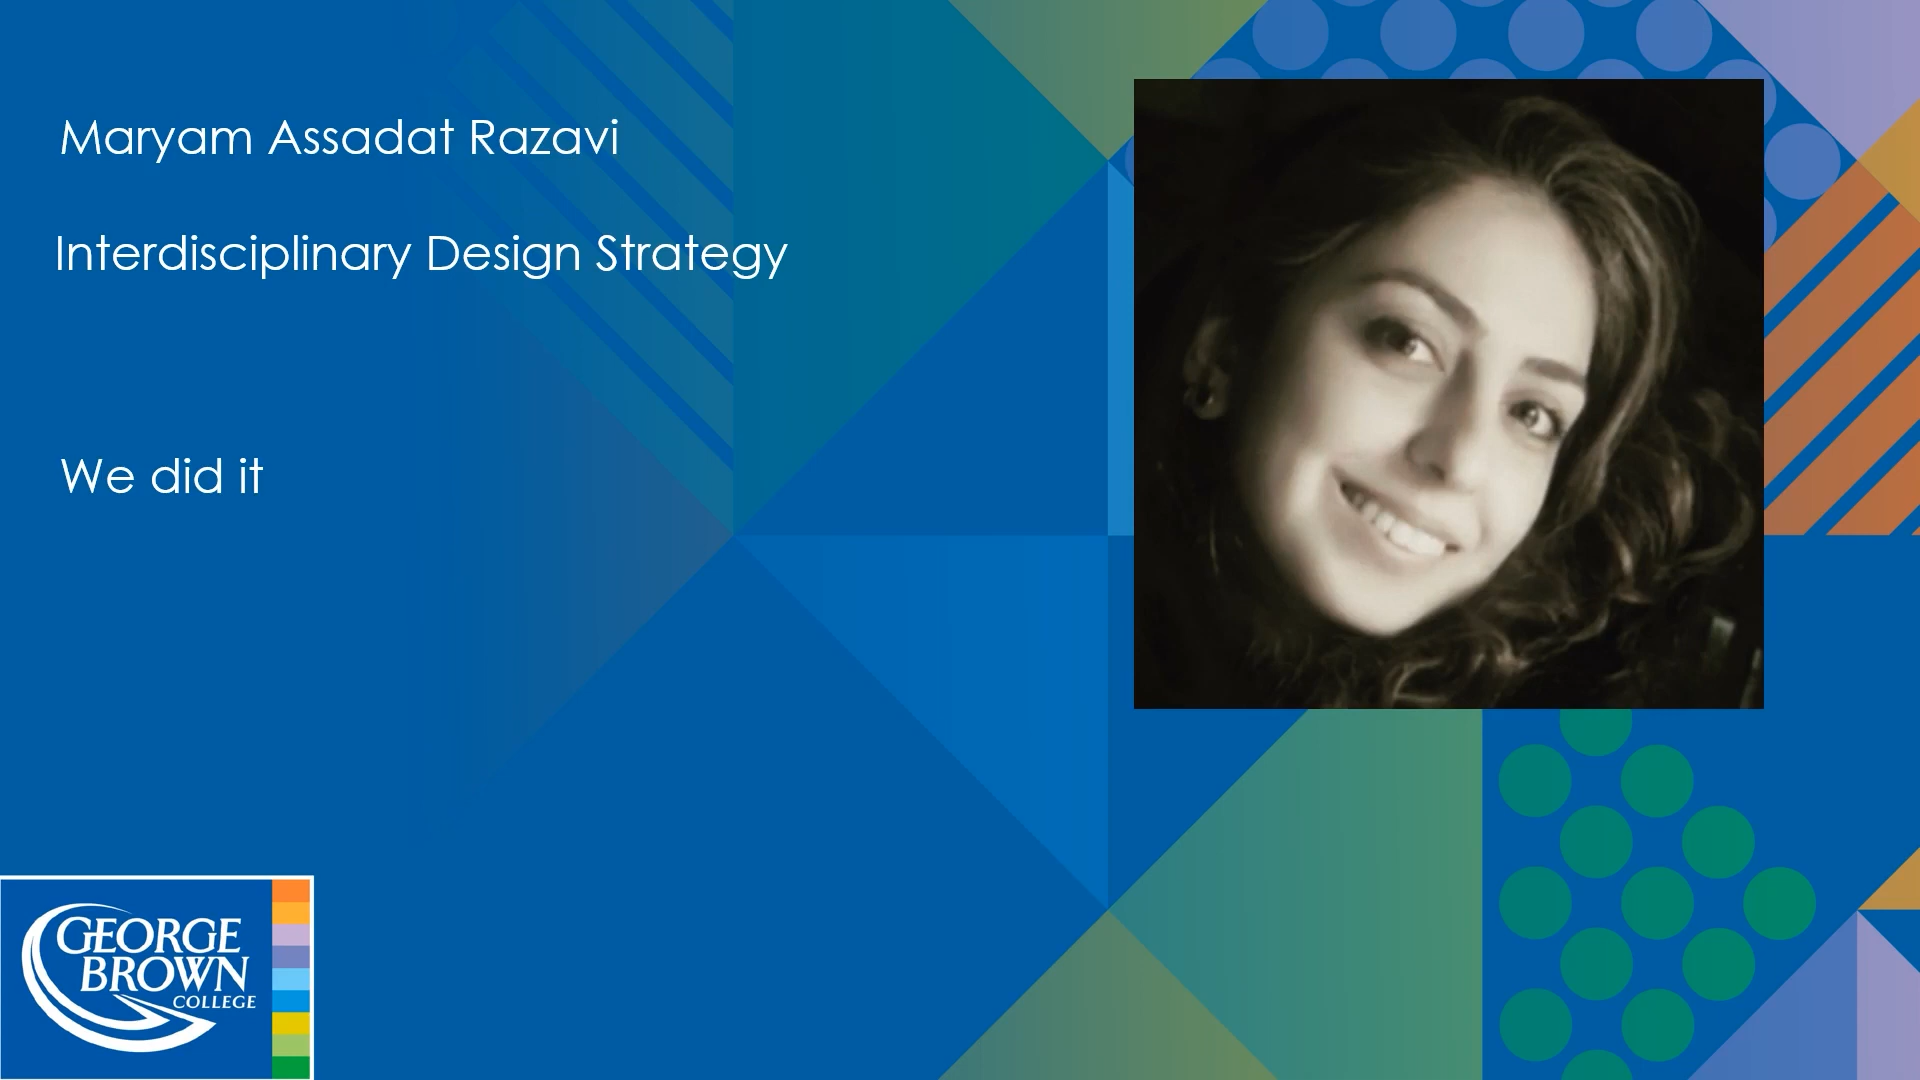 Maryam Assadat Razavi
Interdisciplinary Design Strategy
We did it
GEORGE
BROWN
COLLEGE